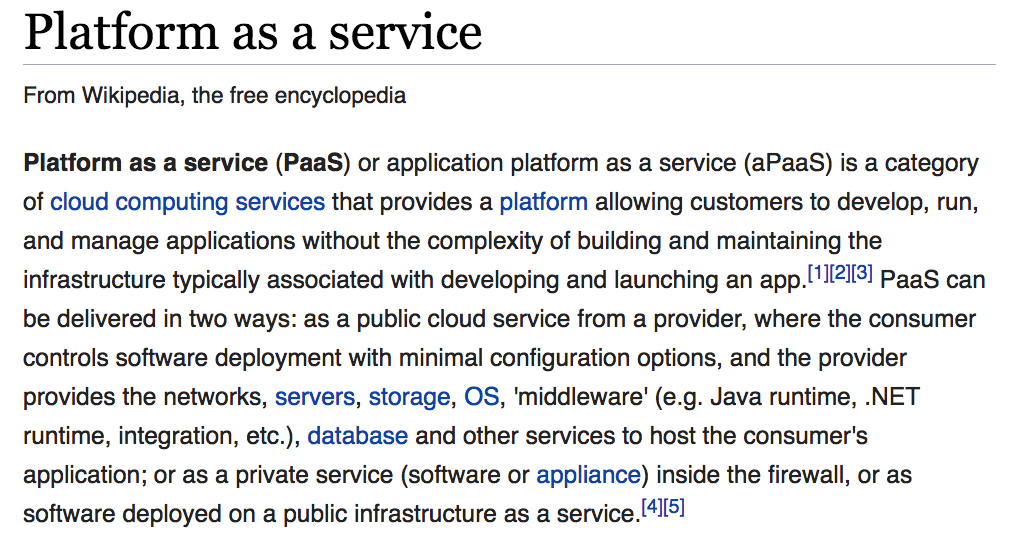 Platform as a service
From Wikipedia, the free encyclopedia
Platform as a service (PaaS) or application platform as a service (aPaaS) is a category
of cloud computing services that provides a platform allowing customers to develop, run,
and manage applications without the complexity of building and maintaining the
infrastructure typically associated with developing and launching an app.[1][2][3] PaaS can
be delivered in two ways: as a public cloud service from a provider, where the consumer
controls software deployment with minimal configuration options, and the provider
provides the networks, servers, storage, OS, 'middleware' (e.g. Java runtime, .NET
runtime, integration, etc.), database and other services to host the consumer's
application; or as a private service (software or appliance) inside the firewall, or as
software deployed on a public infrastructure as a service.[4][5]